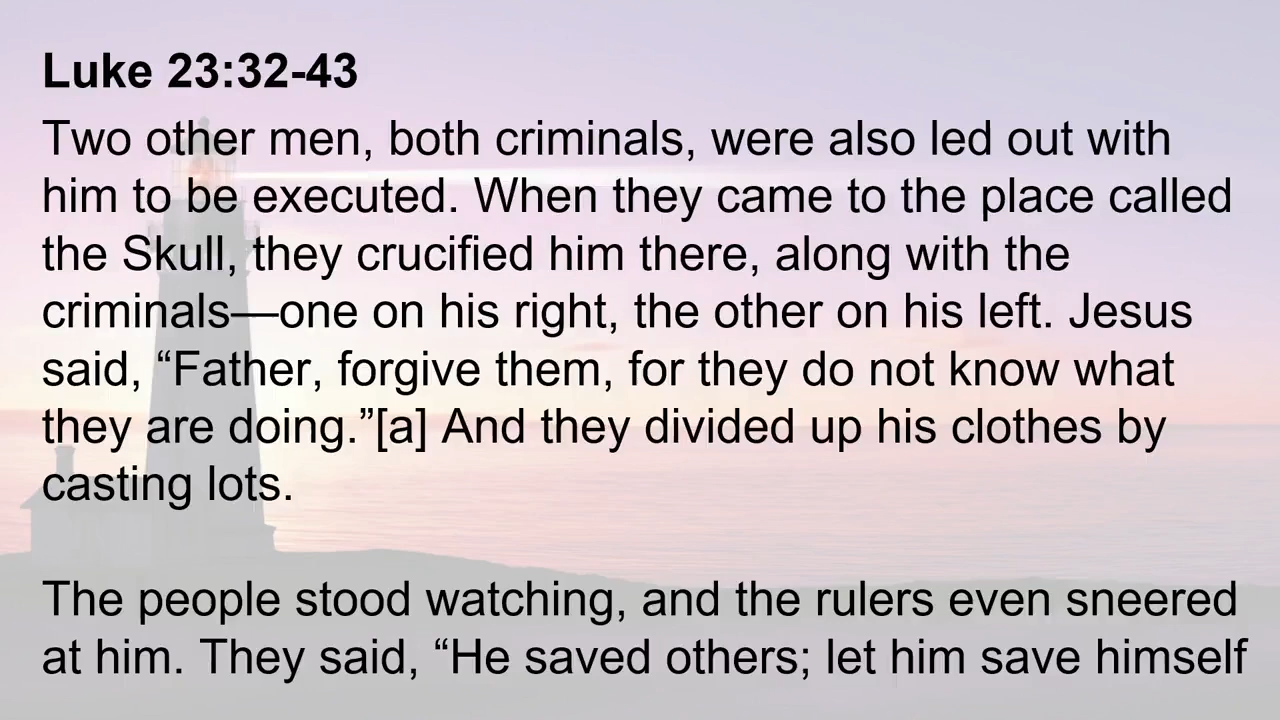 Luke 23:32-43
Two other men, both criminals, were also led out with
him to be executed. When they came to the place called
the Skull, they crucified him there, along with the
criminals—one on his right, the other on his left. Jesus
said, “Father, forgive them, for they do not know what
they are doing.”[a] And they divided up his clothes by
casting lots.
The people stood watching, and the rulers even sneered
at him. They said, “He saved others; let him save himself